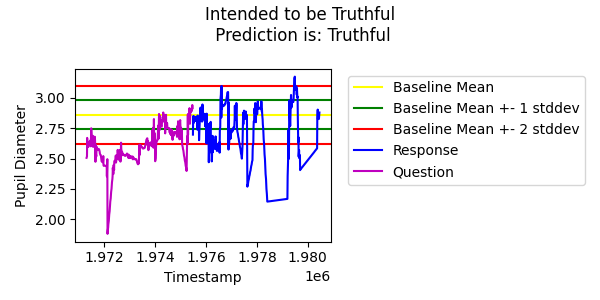 Intended to be Truthful
Prediction is: Truthful
Pupil Diameter
3.00
2.75
2.50
2.25
2.00
1.972
1.974
1.976
1.978
1.980
1e6
Timestamp
Baseline Mean
Baseline Mean +- 1 stddev
Baseline Mean +- 2 stddev
Response
Question